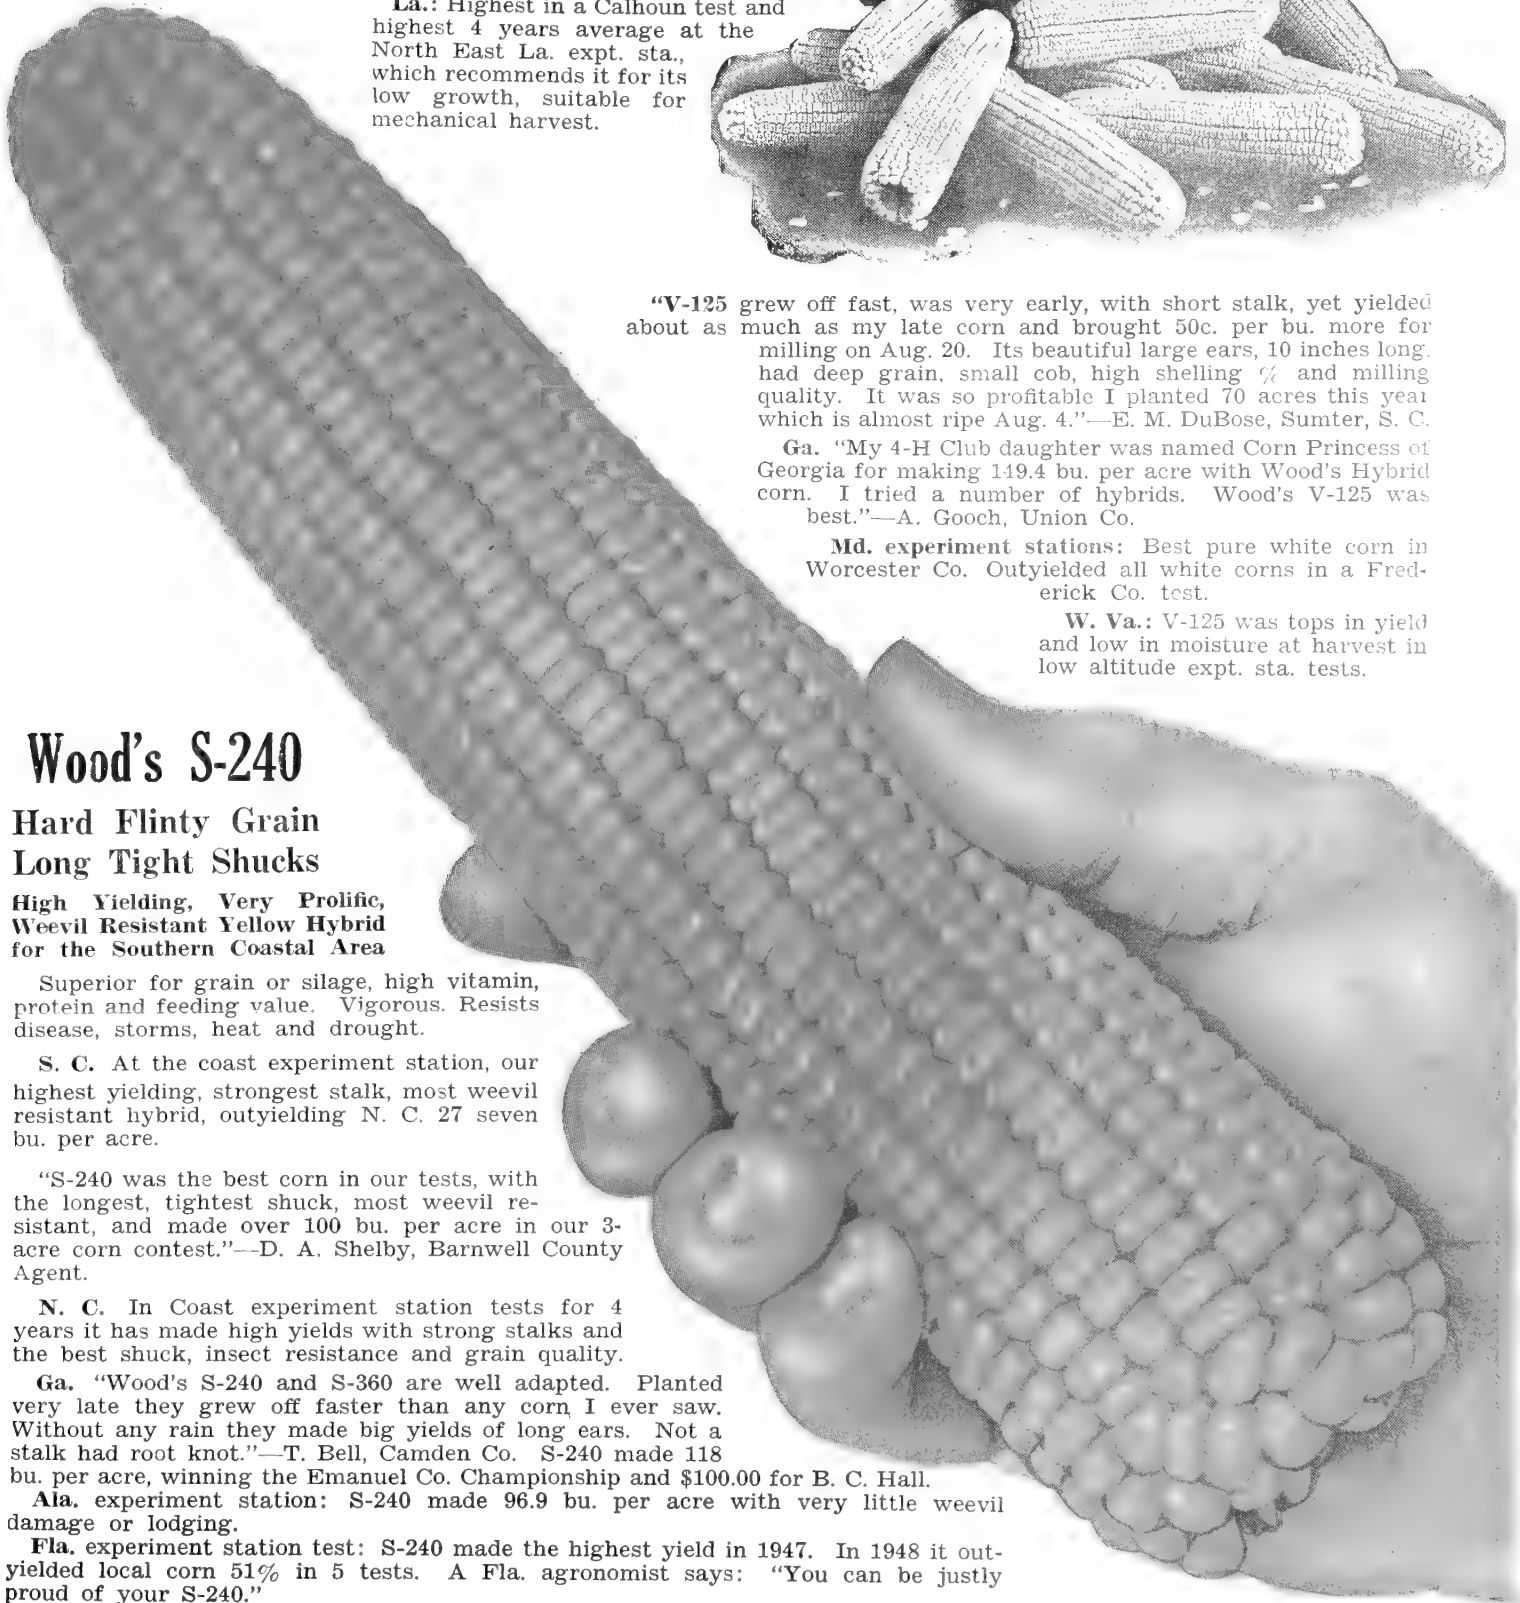 La.: Highest in a Calhoun test and
highest 4 years average at the
North East La. expt. sta.,
which recommends it for its
low growth, suitable for
mechanical harvest.
"V-125 grew off fast, was very early, with short stalk, yet yielded
about as much as my late corn and brought 50c. per bu. more for
milling on Aug. 20. Its beautiful large ears, 10 inches long,
had deep grain, small cob, high shelling % and milling
quality. It was so profitable I planted 70 acres this year
which is almost ripe Aug. 4."—E. M. DuBose, Sumter, S. C.
Ga. "My 4-H Club daughter was named Corn Princess of
Georgia for making 149.4 bu. per acre with Wood's Hybrid
corn. I tried a number of hybrids. Wood's V-125 was
best."—A. Gooch, Union Co.
Md. experiment stations: Best pure white corn in
Worcester Co. Outyielded all white corns in a Fred-
erick Co. test.
W. Va.: V-125 was tops in yield
and low in moisture at harvest in
low altitude expt. sta. tests.
Wood's S-240
Hard Flinty Grain
Long Tight Shucks
High Yielding, Very Prolific,
Weevil Resistant Yellow Hybrid
for the Southern Coastal Area
Superior for grain or silage, high vitamin,
protein and feeding value. Vigorous. Resists
disease, storms, heat and drought.
S. C. At the coast experiment station, our
highest yielding, strongest stalk, most weevil
resistant hybrid, outyielding N. C. 27 seven
bu. per acre.
"S-240 was the best corn in our tests, with
the longest, tightest shuck, most weevil re-
sistant, and made over 100 bu. per acre in our 3-
acre corn contest."—D. A. Shelby, Barnwell County
Agent.
N. C. In Coast experiment station tests for 4
years it has made high yields with strong stalks and
the best shuck, insect resistance and grain quality.
Ga. "Wood's S-240 and S-360 are well adapted. Planted
very late they grew off faster than any corn I ever saw.
Without any rain they made big yields of long ears. Not a
stalk had root knot."—T. Bell, Camden Co. S-240 made 118
bu. per acre, winning the Emanuel Co. Championship and $100.00 for B. C. Hall.
Ala. experiment station: S-240 made 96.9 bu. per acre with very little weevil
damage or lodging.
Fla. experiment station test: S-240 made the highest yield in 1947. In 1948 it out-
yielded local corn 51% in 5 tests. A Fla. agronomist says: "You can be justly
proud of your S-240."